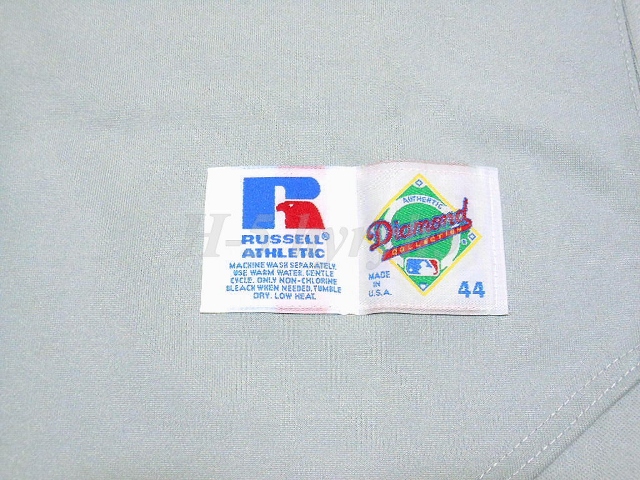 RUSSELL®
ATHLETIC
MACHINE WASH SEPARATELY.
USE WARM WATER. GENTLE
CYCLE. ONLY NON-CHLORINE
BLEACH WHEN NEEDED. TUMBLE
DRY. LOW HEAT.
AUTHENTIC
Diamond
COLLECTION
MADE
IN
U.S.A.
44